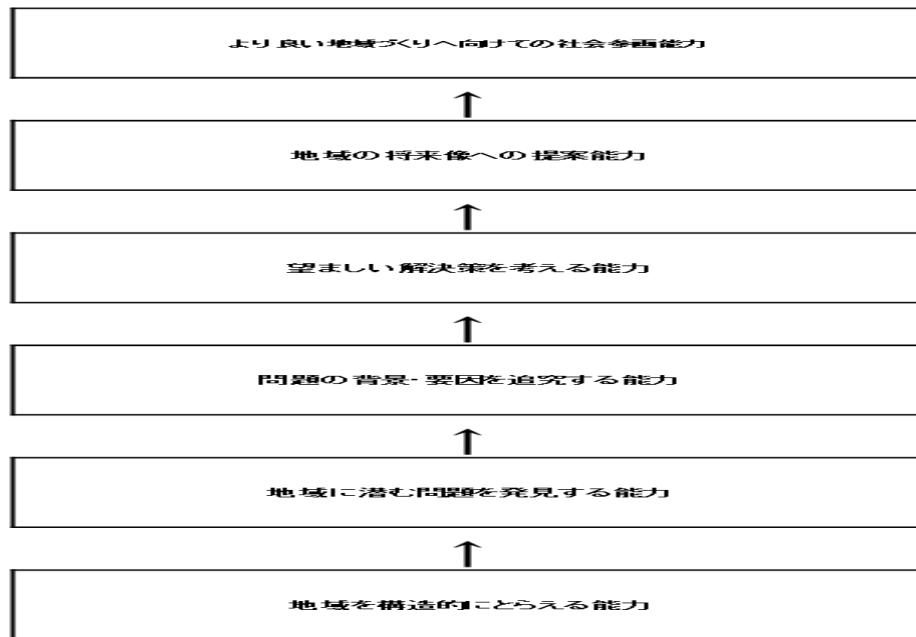 より良い地域づくりへ向けての社会参画能力
↑
地域の将来像への提案能力
↑
望ましい解決策を考える能力
↑
問題の背景・要因を追究する能力
↑
地域に潜む問題を発見する能力
↑
地域を構造的にとらえる能力